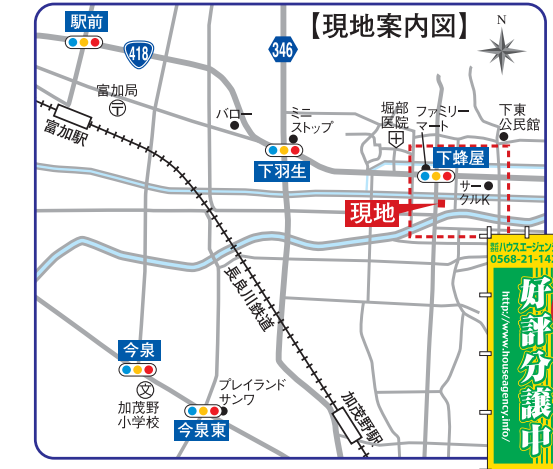 【現地案内図】
N
駅前
418
346
富加局
富加駅
バロー
ミニ
ストップ
堀部
医院
ファミリー
マート
下東
公民館
下羽生
下蜂屋
サー
クルK
現地
長良川鉄道
今泉
文
加茂野
小学校
プレイランド
サンワ
今泉東
加茂野駅
ハウスエージェン
0568-21-14
好評分譲中
http://www.houseagency.info/